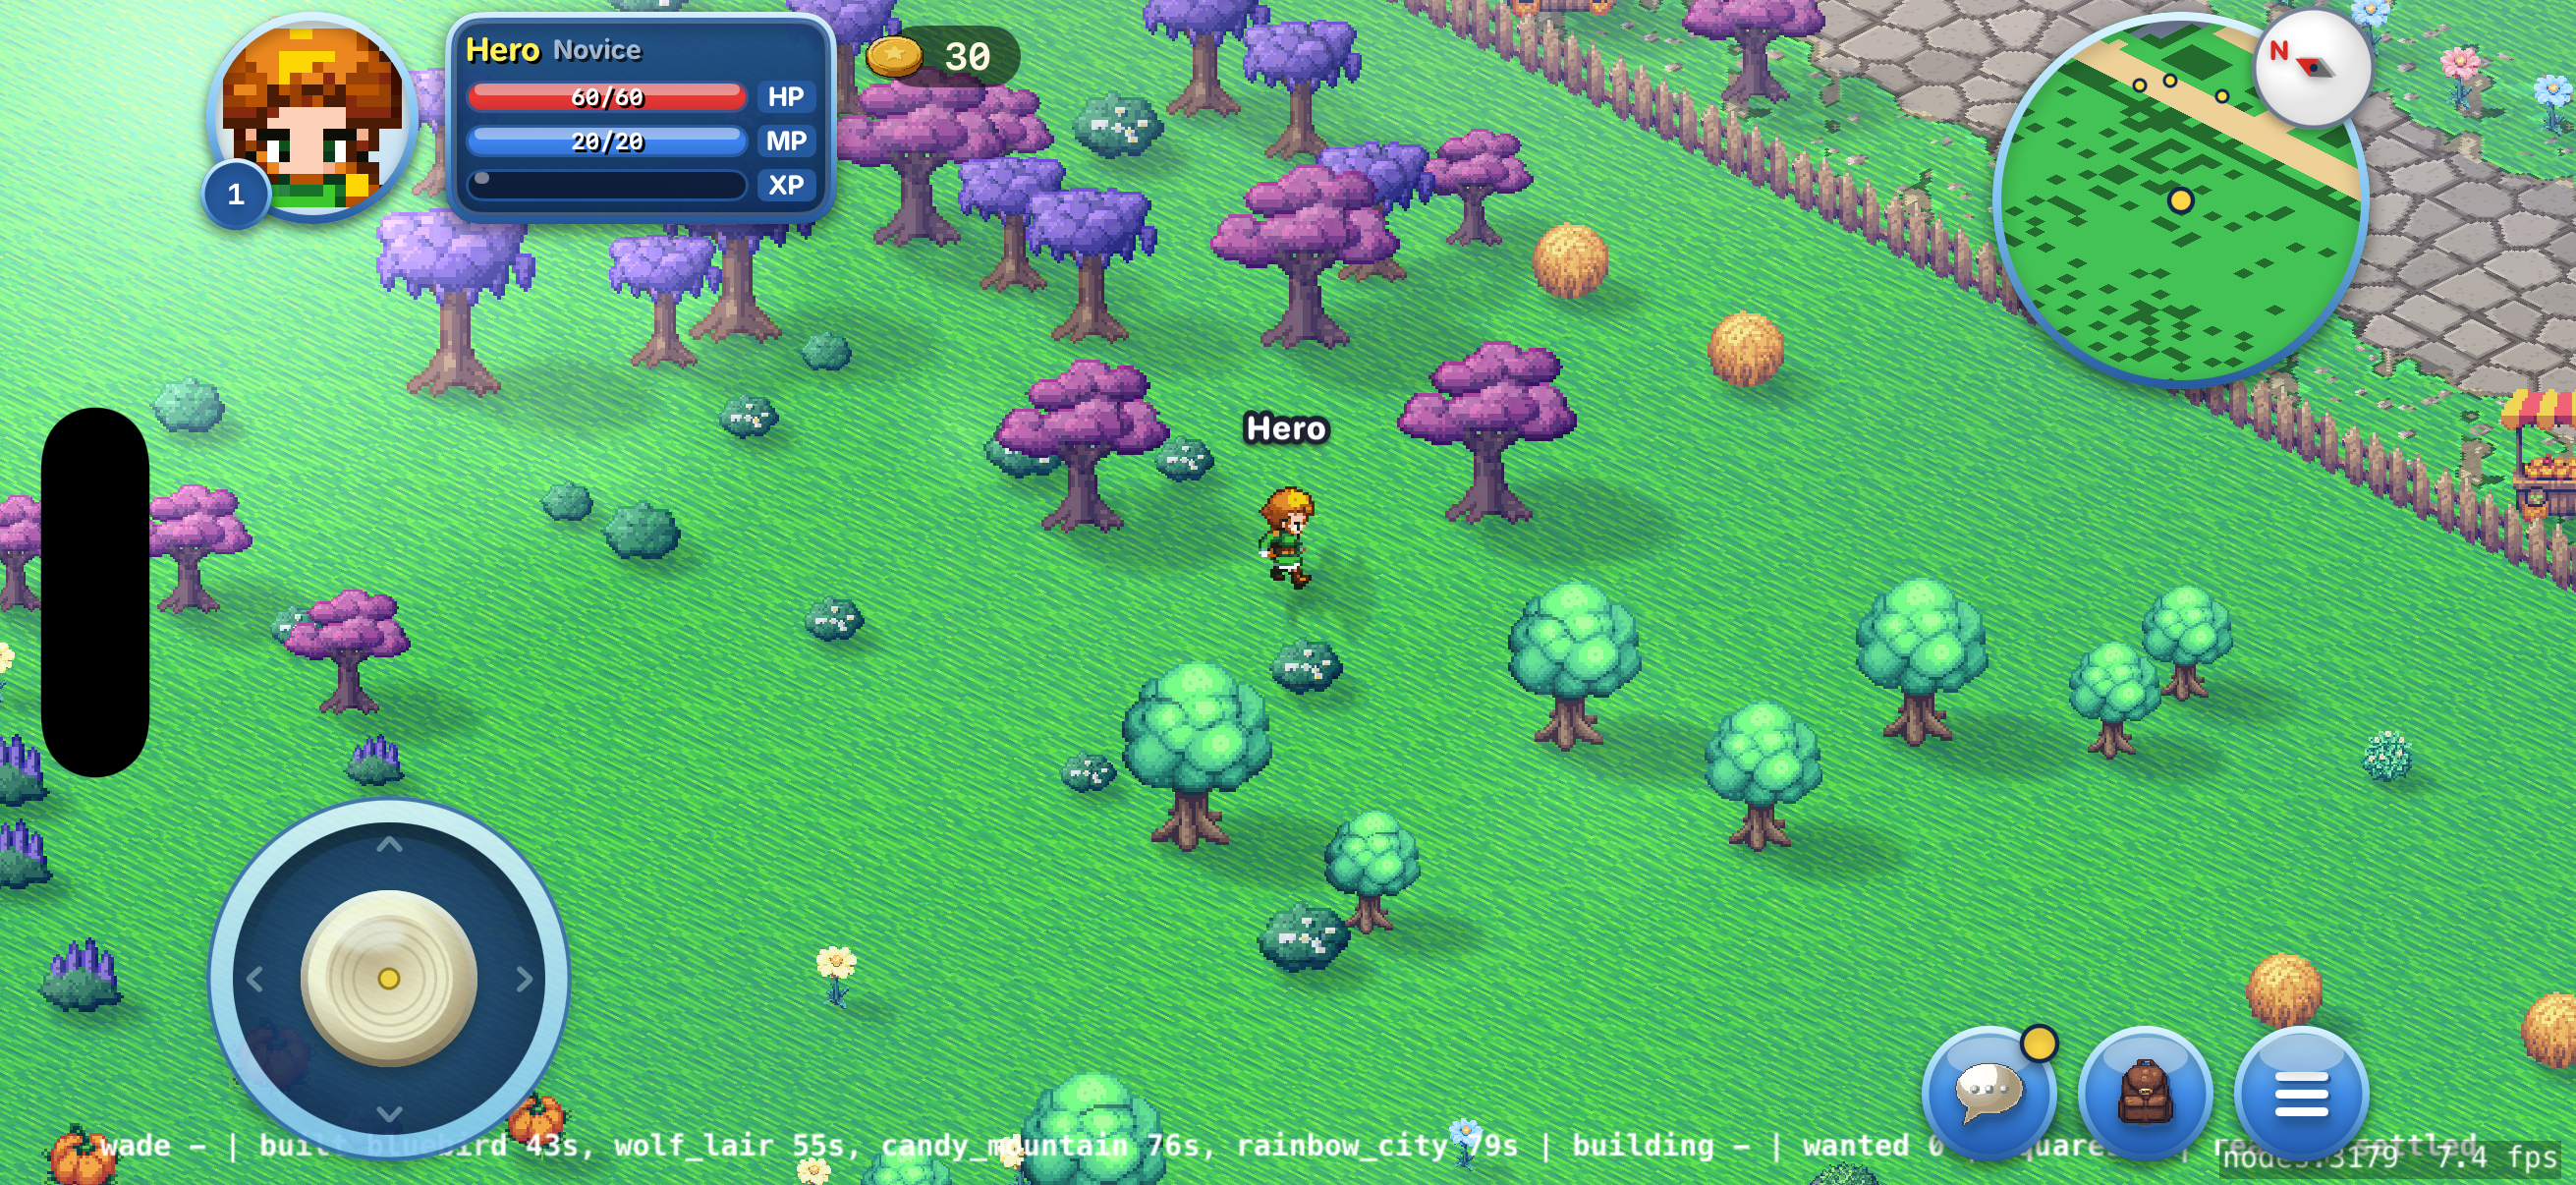 Hero Novice
60/60 HP
20/20 MP
XP
1
30
N
Hero
wade — | built bluebird 43s, wolf_lair 55s, candy_mountain 76s, rainbow_city 79s | building — | wanted 0 settled
3179 7.4 fps